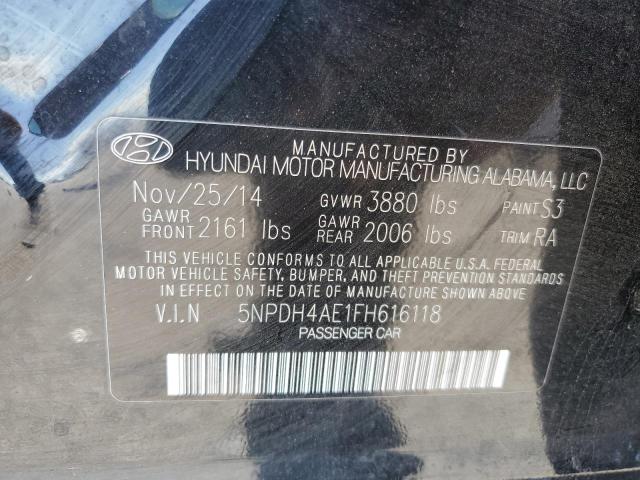 MANUFACTURED BY
HYUNDAI MOTOR MANUFACTURING ALABAMA, LLC
Nov/25/14 GVWR 3880 lbs PAINT S3
GAWR FRONT 2161 lbs GAWR REAR 2006 lbs TRIM RA
THIS VEHICLE CONFORMS TO ALL APPLICABLE U.S.A. FEDERAL
MOTOR VEHICLE SAFETY, BUMPER, AND THEFT PREVENTION STANDARDS
IN EFFECT ON THE DATE OF MANUFACTURE SHOWN ABOVE.
V.I.N 5NPDH4AE1FH616118
PASSENGER CAR